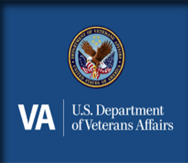 VA
U.S. Department
of Veterans Affairs